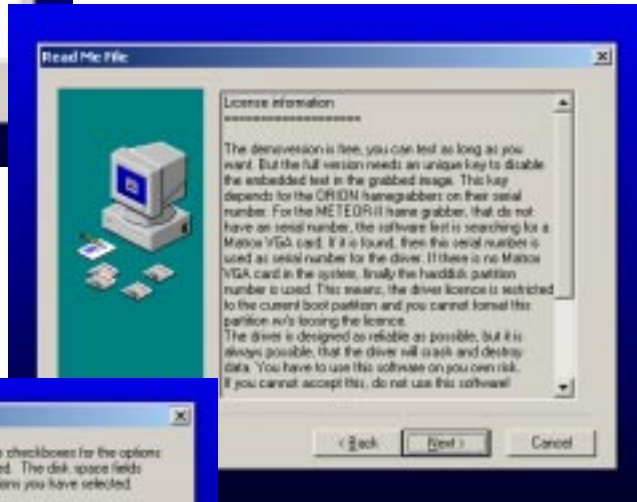 Read Me File
License information
====================
The demoversion is free, you can test as long as you
want. But the full version needs an unique key to disable
the embedded text in the grabbed image. This key
depends for the ORION framegrabbers on their serial
number. For the METEOR II frame grabber, that do not
have an serial number, the software first is searching for a
Matrox VGA card. If it is found, then this serial number is
used as serial number for the driver. If there is no Matrox
VGA card in the system, finally the harddisk partition
number is used. This means, the driver licence is restricted
to the current boot partition and you cannot format this
partition w/o loosing the licence.
The driver is designed as reliable as possible, but it is
always possible, that the driver will crash and destroy
data. You have to use this software on you own risk.
If you cannot accept this, do not use this software!
< Back
Next >
Cancel
checkboxes for the options
ed. The disk space fields
ions you have selected.